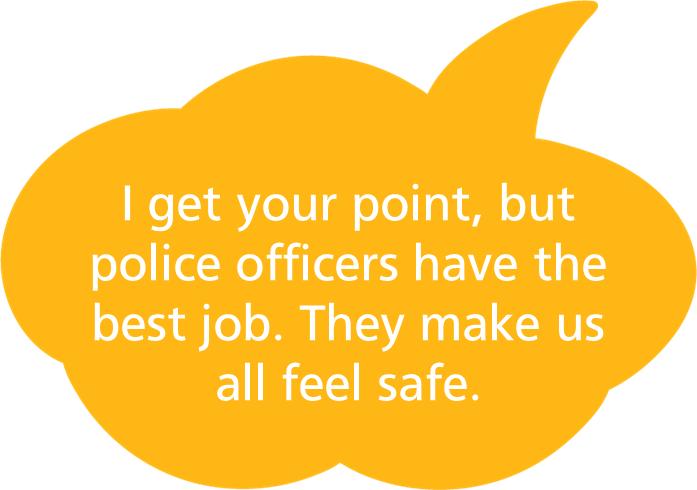 I get your point, but
police officers have the
best job. They make us
all feel safe.